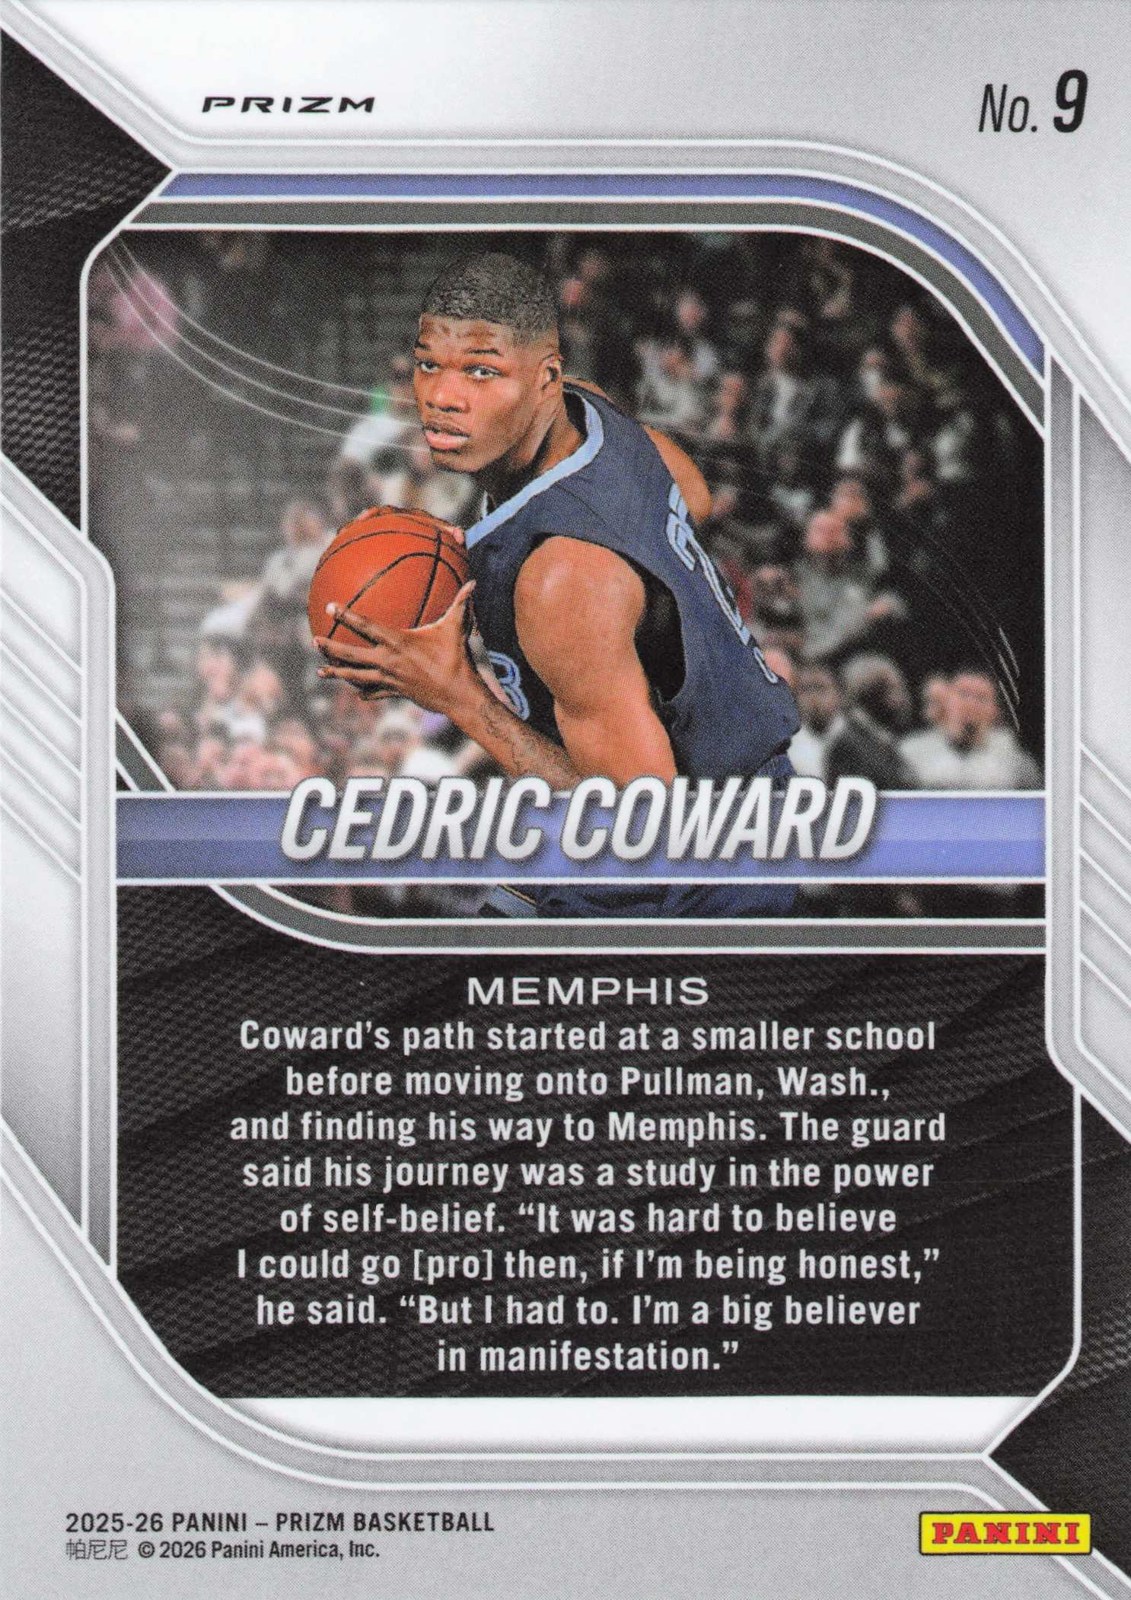 PRIZM
No. 9
CEDRIC COWARD
MEMPHIS
Coward's path started at a smaller school
before moving onto Pullman, Wash.,
and finding his way to Memphis. The guard
said his journey was a study in the power
of self-belief. “It was hard to believe
I could go [pro] then, if I'm being honest,”
he said. “But I had to. I'm a big believer
in manifestation.”
2025-26 PANINI – PRIZM BASKETBALL
帕尼尼 © 2026 Panini America, Inc.
PANINI